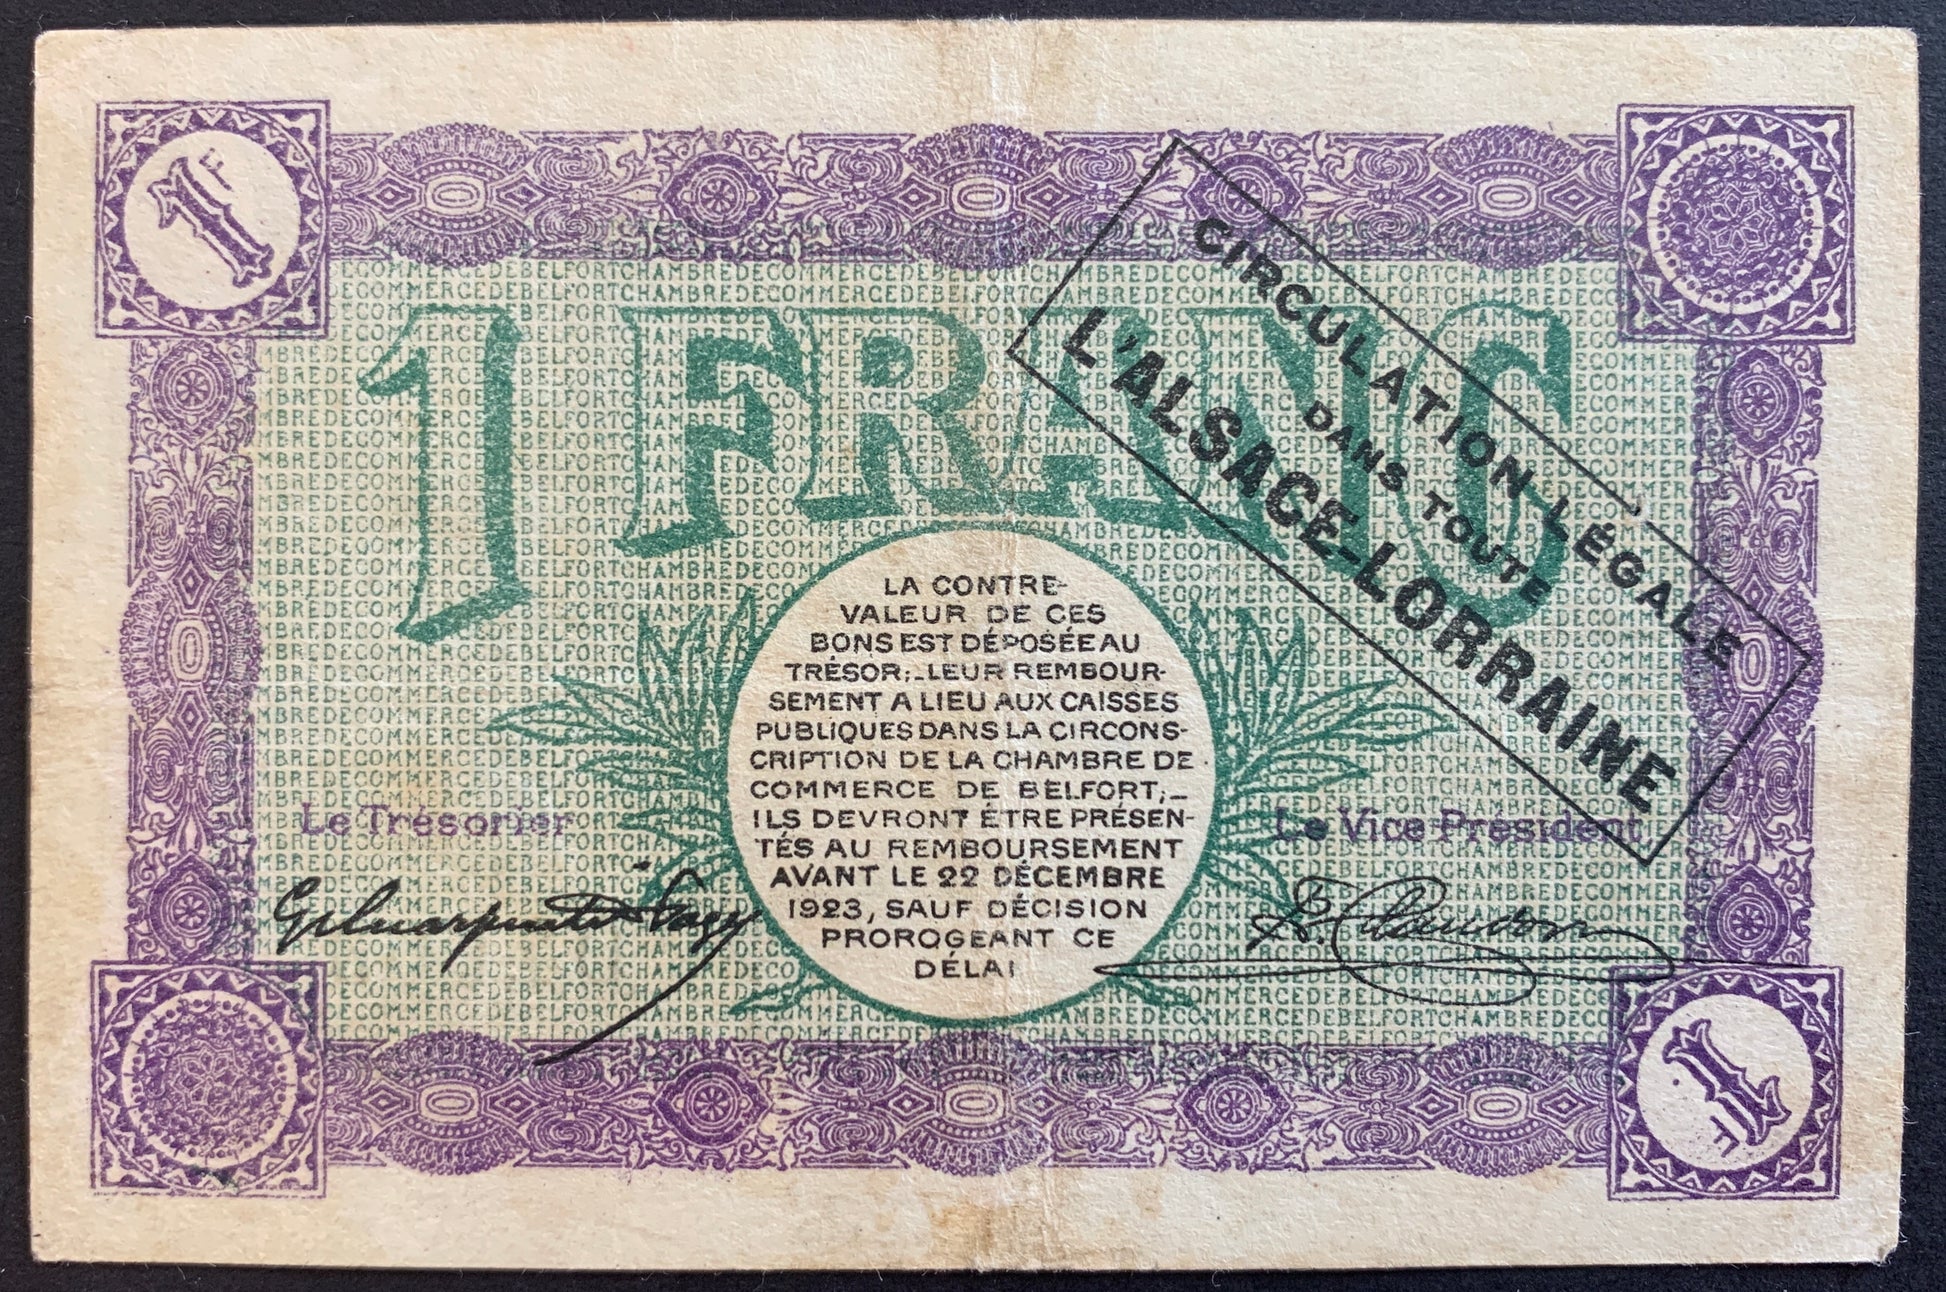 1 F
1 FRANC
CIRCULATION LÉGALE
DANS TOUTE
L'ALSACE-LORRAINE
LA CONTRE-
VALEUR DE CES
BONS EST DÉPOSÉE AU
TRÉSOR;_LEUR REMBOUR-
SEMENT A LIEU AUX CAISSES
PUBLIQUES DANS LA CIRCONS-
CRIPTION DE LA CHAMBRE DE
COMMERCE DE BELFORT;_
ILS DEVRONT ÊTRE PRÉSEN-
TÉS AU REMBOURSEMENT
AVANT LE 22 DÉCEMBRE
1923, SAUF DÉCISION
PROROGEANT CE
DÉLAI
Le Trésorier
Le Vice Président
1 F